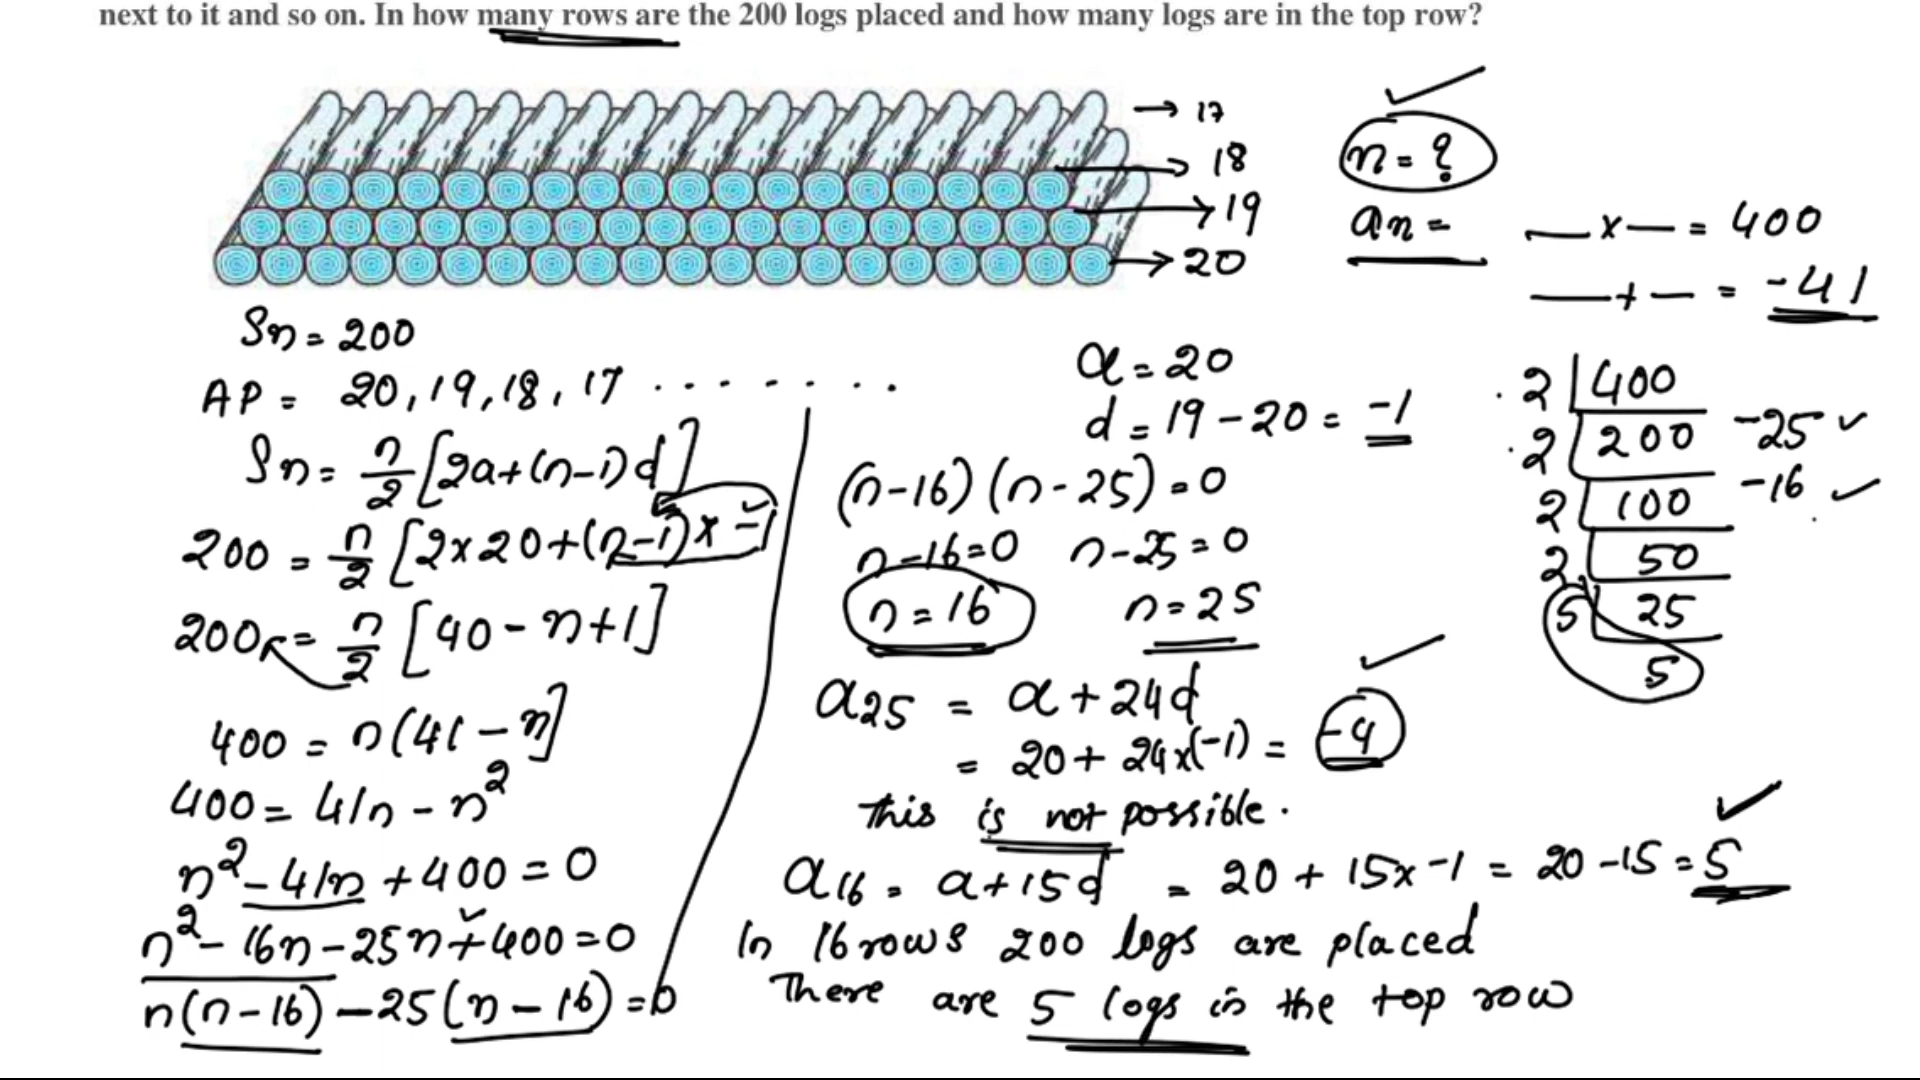 next to it and so on. In how many rows are the 200 logs placed and how many logs are in the top row?
→ 17
→ 18
→ 19
→ 20
n = ?
an =
— x — = 400
— + — = -41
Sn = 200
AP = 20, 19, 18, 17 . . . . . . . .
Sn = n/2 [2a+(n-1)d]
200 = n/2 [2x20+(n-1)x-1]
200 = n/2 [40-n+1]
400 = n(41-n]
400 = 41n - n²
n² - 41n + 400 = 0
n² - 16n - 25n + 400 = 0
n(n-16) - 25(n-16) = 0
a = 20
d = 19 - 20 = -1
(n-16) (n-25) = 0
n-16=0 n-25=0
n = 16 n = 25
a25 = a + 24d
= 20 + 24x(-1) = -4
This is not possible.
a16 = a+15d = 20 + 15x-1 = 20-15 = 5
In 16 rows 200 logs are placed
There are 5 logs in the top row
2 | 400
2 | 200 -25 ✓
2 | 100 -16 ✓
2 | 50
5 | 25
5